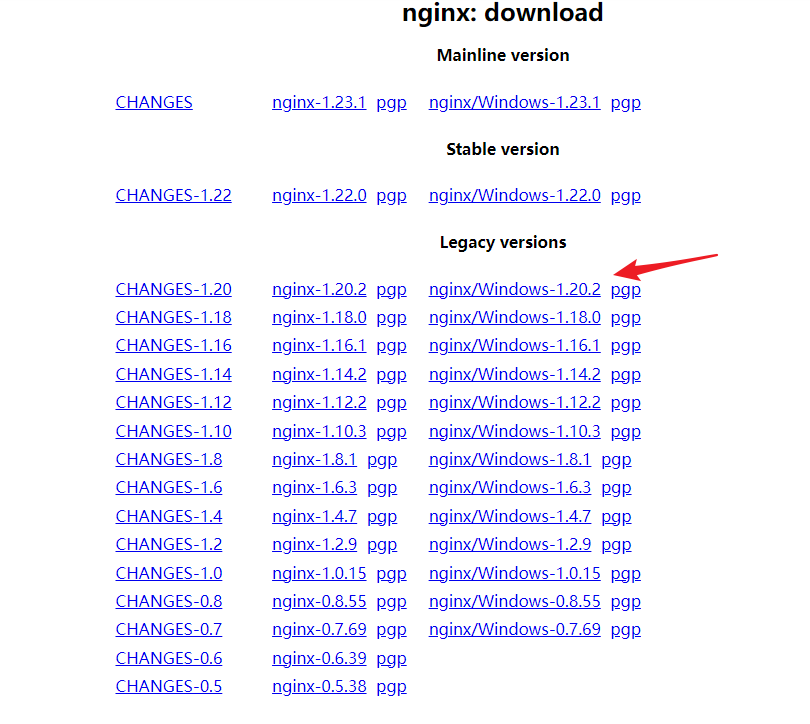 nginx: download
Mainline version
CHANGES nginx-1.23.1 pgp nginx/Windows-1.23.1 pgp
Stable version
CHANGES-1.22 nginx-1.22.0 pgp nginx/Windows-1.22.0 pgp
Legacy versions
CHANGES-1.20 nginx-1.20.2 pgp nginx/Windows-1.20.2 pgp
CHANGES-1.18 nginx-1.18.0 pgp nginx/Windows-1.18.0 pgp
CHANGES-1.16 nginx-1.16.1 pgp nginx/Windows-1.16.1 pgp
CHANGES-1.14 nginx-1.14.2 pgp nginx/Windows-1.14.2 pgp
CHANGES-1.12 nginx-1.12.2 pgp nginx/Windows-1.12.2 pgp
CHANGES-1.10 nginx-1.10.3 pgp nginx/Windows-1.10.3 pgp
CHANGES-1.8 nginx-1.8.1 pgp nginx/Windows-1.8.1 pgp
CHANGES-1.6 nginx-1.6.3 pgp nginx/Windows-1.6.3 pgp
CHANGES-1.4 nginx-1.4.7 pgp nginx/Windows-1.4.7 pgp
CHANGES-1.2 nginx-1.2.9 pgp nginx/Windows-1.2.9 pgp
CHANGES-1.0 nginx-1.0.15 pgp nginx/Windows-1.0.15 pgp
CHANGES-0.8 nginx-0.8.55 pgp nginx/Windows-0.8.55 pgp
CHANGES-0.7 nginx-0.7.69 pgp nginx/Windows-0.7.69 pgp
CHANGES-0.6 nginx-0.6.39 pgp
CHANGES-0.5 nginx-0.5.38 pgp